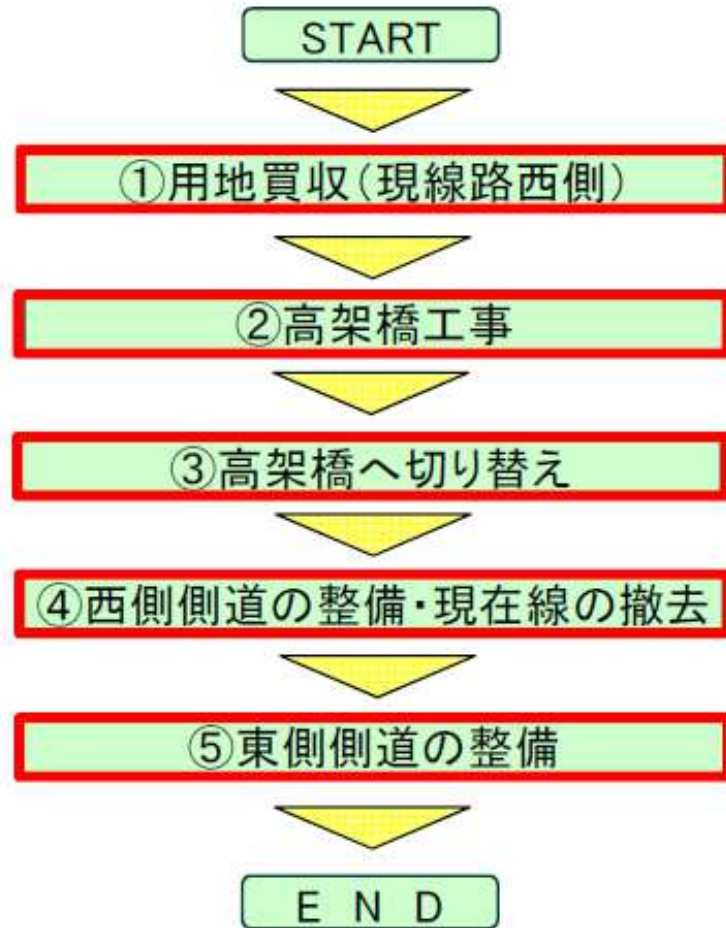 START
①用地買収(現線路西側)
②高架橋工事
③高架橋へ切り替え
④西側側道の整備・現在線の撤去
⑤東側側道の整備
E N D